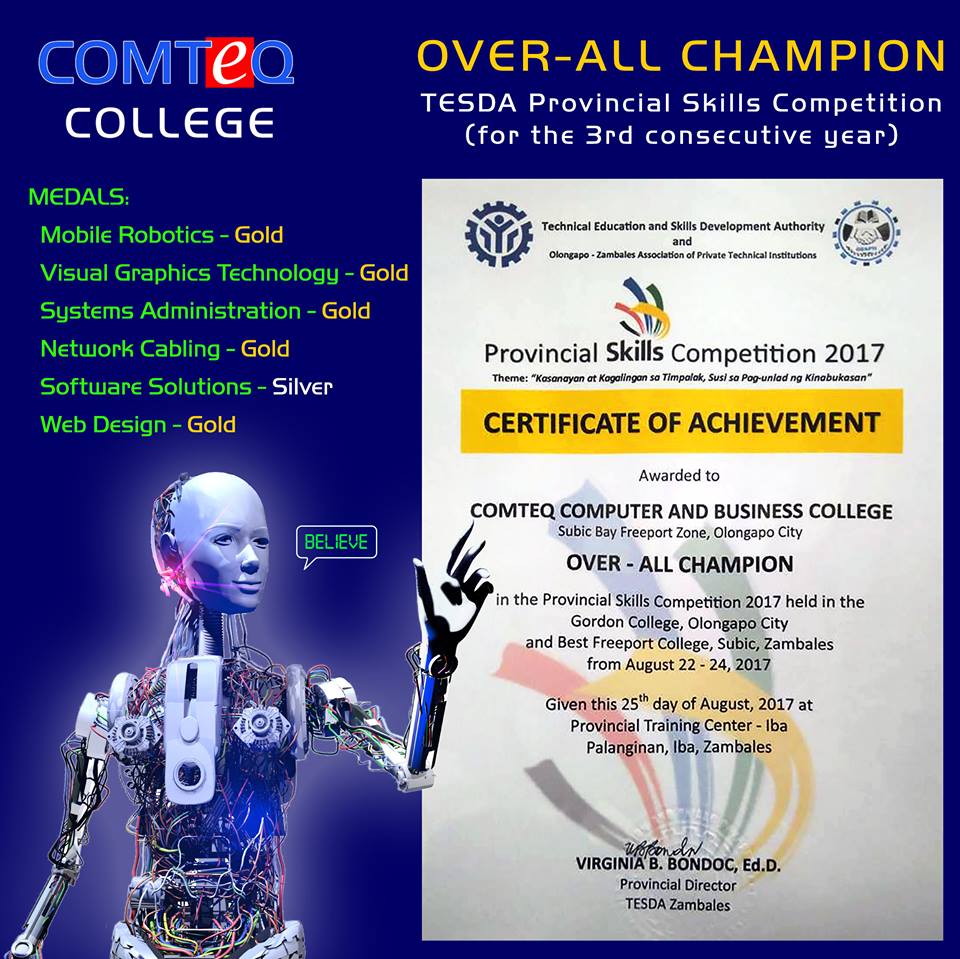 COMTeQ
COLLEGE
OVER-ALL CHAMPION
TESDA Provincial Skills Competition
(for the 3rd consecutive year)
MEDALS:
Mobile Robotics - Gold
Visual Graphics Technology - Gold
Systems Administration - Gold
Network Cabling - Gold
Software Solutions - Silver
Web Design - Gold
BELIEVE
Technical Education and Skills Development Authority
and
Olongapo - Zambales Association of Private Technical Institutions
Provincial Skills Competition 2017
Theme: "Kasanayan at Kagalingan sa Timpalak, Susi sa Pag-unlad ng Kinabukasan"
CERTIFICATE OF ACHIEVEMENT
Awarded to
COMTEQ COMPUTER AND BUSINESS COLLEGE
Subic Bay Freeport Zone, Olongapo City
OVER - ALL CHAMPION
in the Provincial Skills Competition 2017 held in the
Gordon College, Olongapo City
and Best Freeport College, Subic, Zambales
from August 22 - 24, 2017
Given this 25th day of August, 2017 at
Provincial Training Center - Iba
Palanginan, Iba, Zambales
VIRGINIA B. BONDOC, Ed.D.
Provincial Director
TESDA Zambales